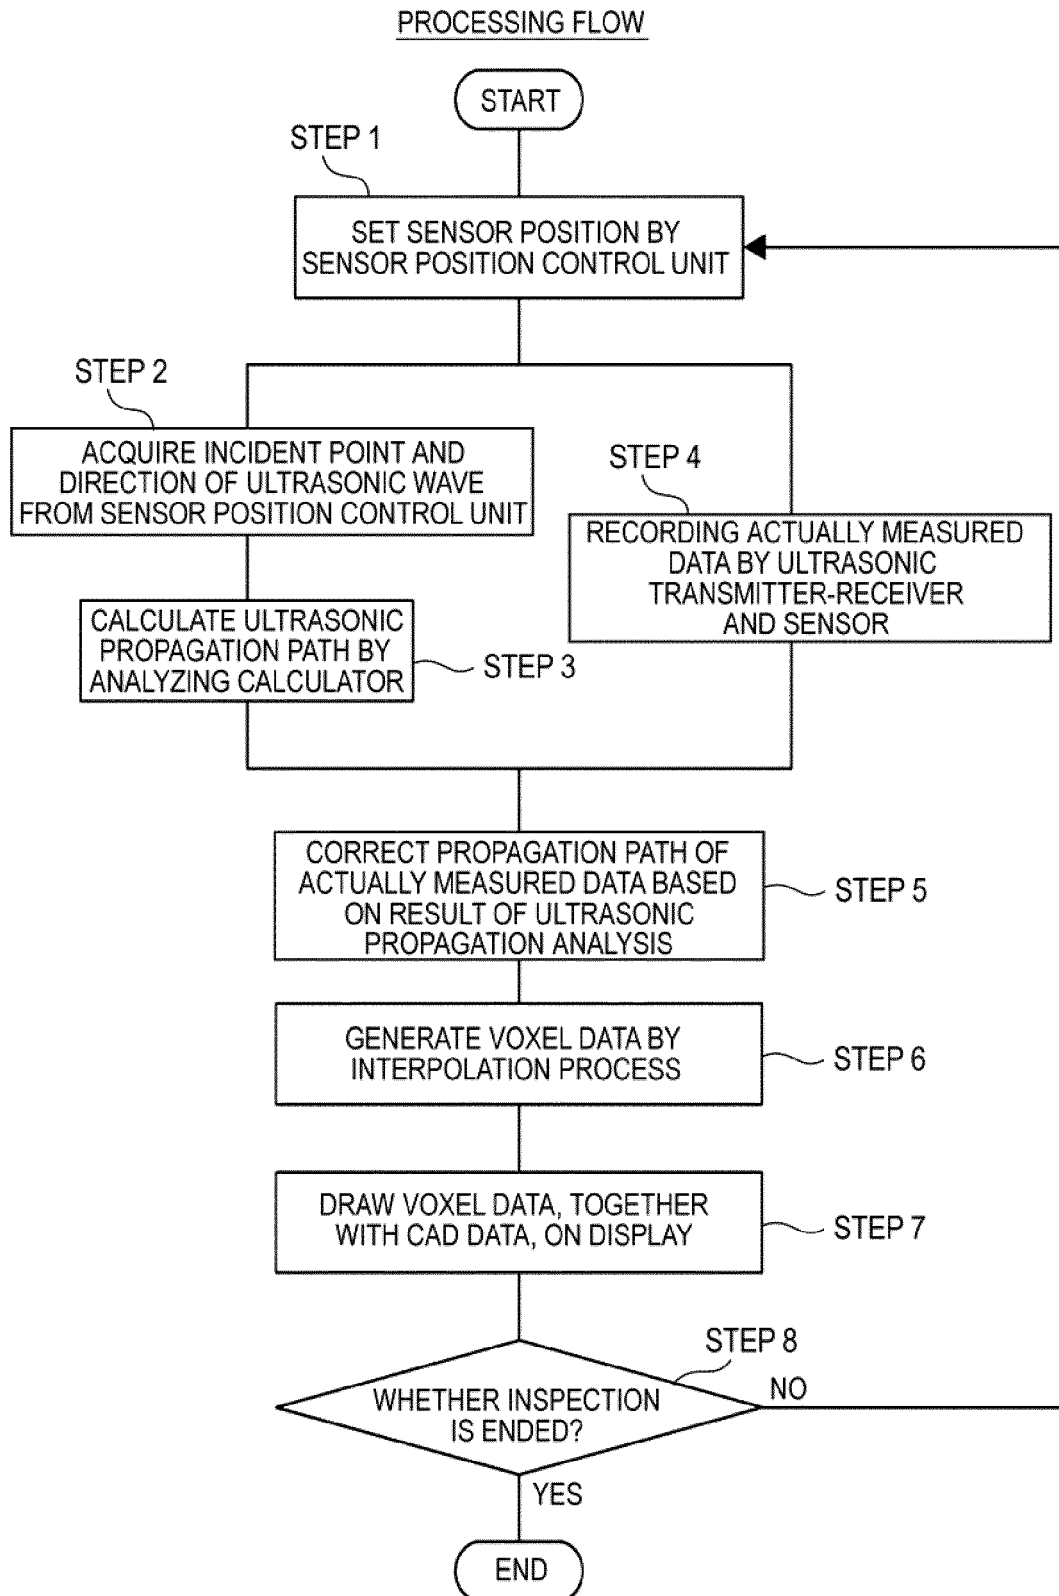 PROCESSING FLOW
START
STEP 1
SET SENSOR POSITION BY
SENSOR POSITION CONTROL UNIT
STEP 2
ACQUIRE INCIDENT POINT AND
DIRECTION OF ULTRASONIC WAVE
FROM SENSOR POSITION CONTROL UNIT
CALCULATE ULTRASONIC
PROPAGATION PATH BY
ANALYZING CALCULATOR
STEP 3
STEP 4
RECORDING ACTUALLY MEASURED
DATA BY ULTRASONIC
TRANSMITTER-RECEIVER
AND SENSOR
CORRECT PROPAGATION PATH OF
ACTUALLY MEASURED DATA BASED
ON RESULT OF ULTRASONIC
PROPAGATION ANALYSIS
STEP 5
GENERATE VOXEL DATA BY
INTERPOLATION PROCESS
STEP 6
DRAW VOXEL DATA, TOGETHER
WITH CAD DATA, ON DISPLAY
STEP 7
STEP 8
WHETHER INSPECTION
IS ENDED?
NO
YES
END